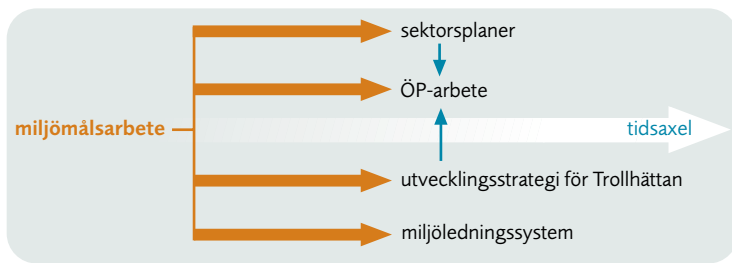 sektorsplaner
ÖP-arbete
miljömålsarbete
tidsaxel
utvecklingsstrategi för Trollhättan
miljöledningssystem